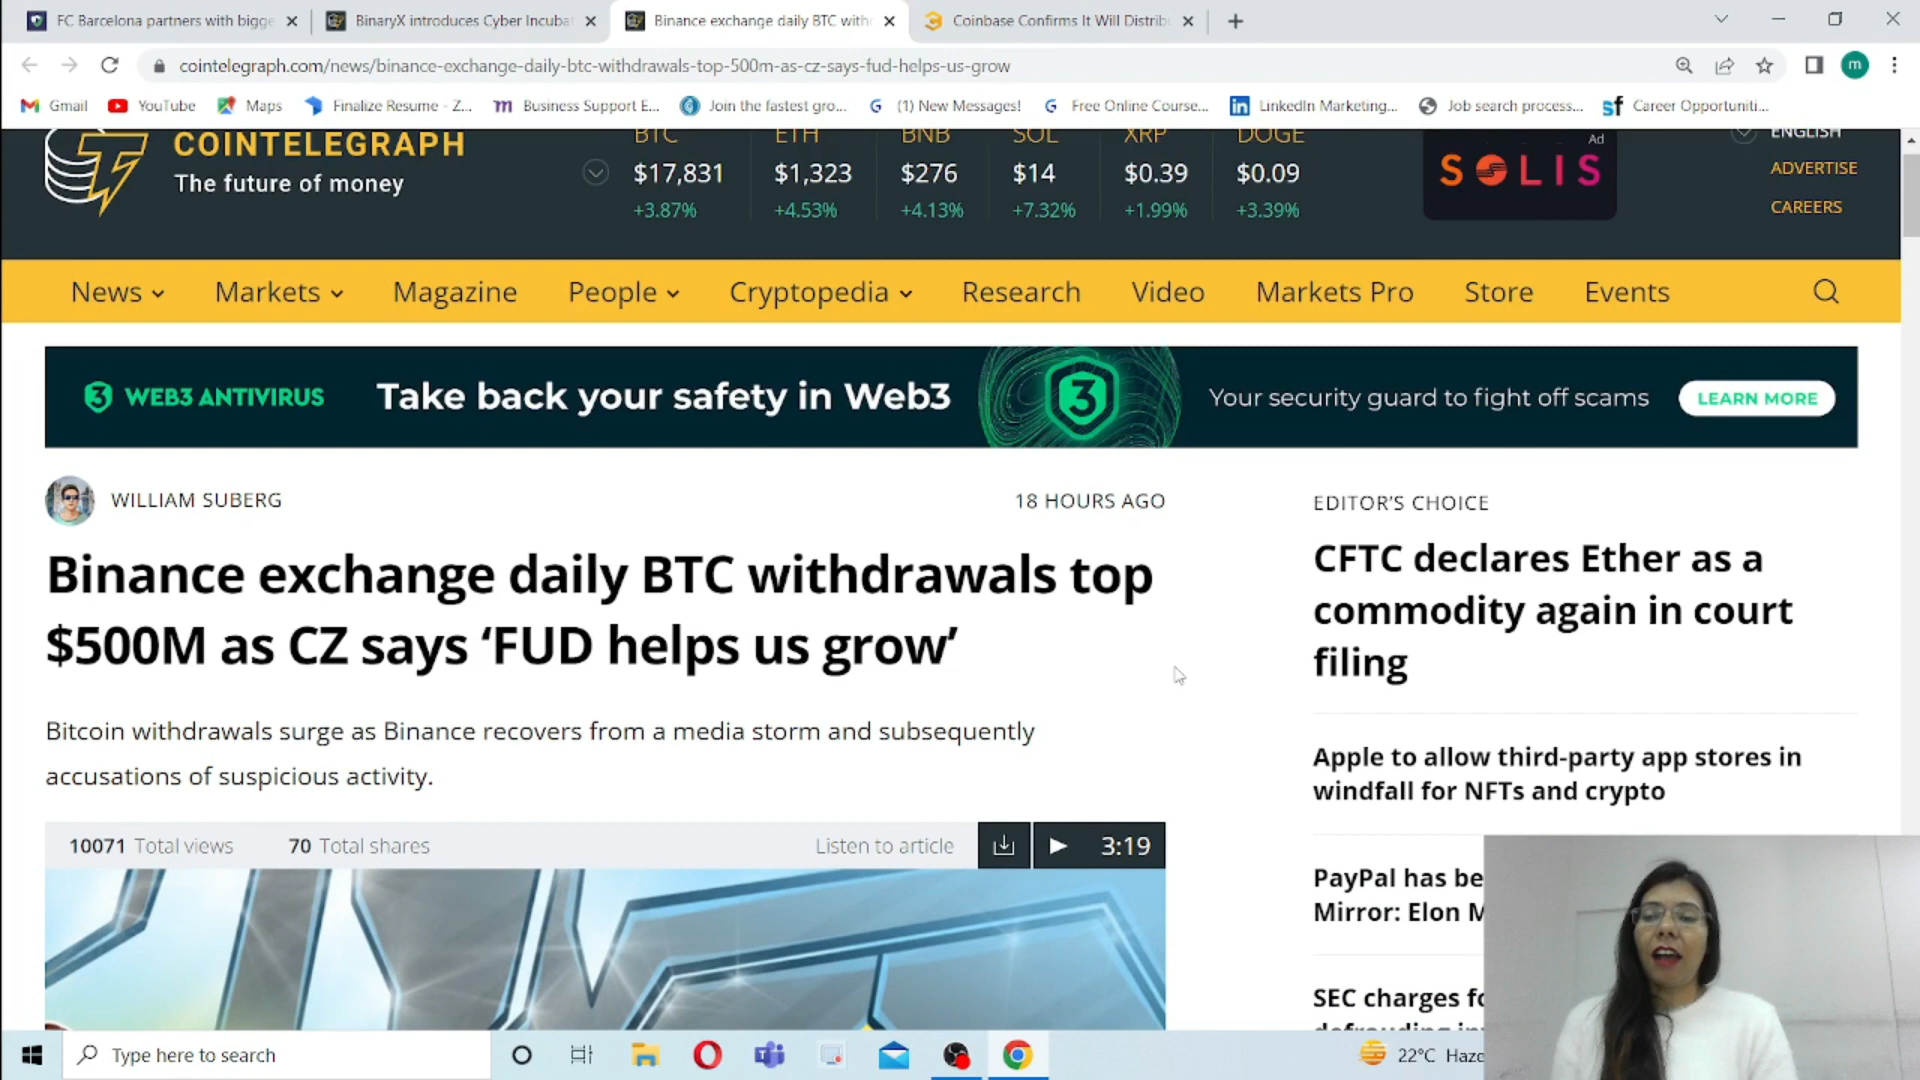 FC Barcelona partners with bigge
BinaryX introduces Cyber Incubat
Binance exchange daily BTC with
Coinbase Confirms It Will Distrib
cointelegraph.com/news/binance-exchange-daily-btc-withdrawals-top-500m-as-cz-says-fud-helps-us-grow
m
Gmail YouTube Maps Finalize Resume - Z... Business Support E... Join the fastest gro... (1) New Messages! Free Online Course... LinkedIn Marketing... Job search process... Career Opportuniti...
COINTELEGRAPH
The future of money
BTC ETH BNB SOL XRP DOGE
$17,831 $1,323 $276 $14 $0.39 $0.09
+3.87% +4.53% +4.13% +7.32% +1.99% +3.39%
Ad
SOLIS
ENGLISH
ADVERTISE
CAREERS
News Markets Magazine People Cryptopedia Research Video Markets Pro Store Events
3 WEB3 ANTIVIRUS Take back your safety in Web3 3 Your security guard to fight off scams LEARN MORE
WILLIAM SUBERG 18 HOURS AGO
Binance exchange daily BTC withdrawals top
$500M as CZ says ‘FUD helps us grow’
Bitcoin withdrawals surge as Binance recovers from a media storm and subsequently
accusations of suspicious activity.
10071 Total views 70 Total shares Listen to article 3:19
EDITOR’S CHOICE
CFTC declares Ether as a
commodity again in court
filing
Apple to allow third-party app stores in
windfall for NFTs and crypto
PayPal has be
Mirror: Elon M
SEC charges fo
defrauding in
Type here to search
22°C Haze